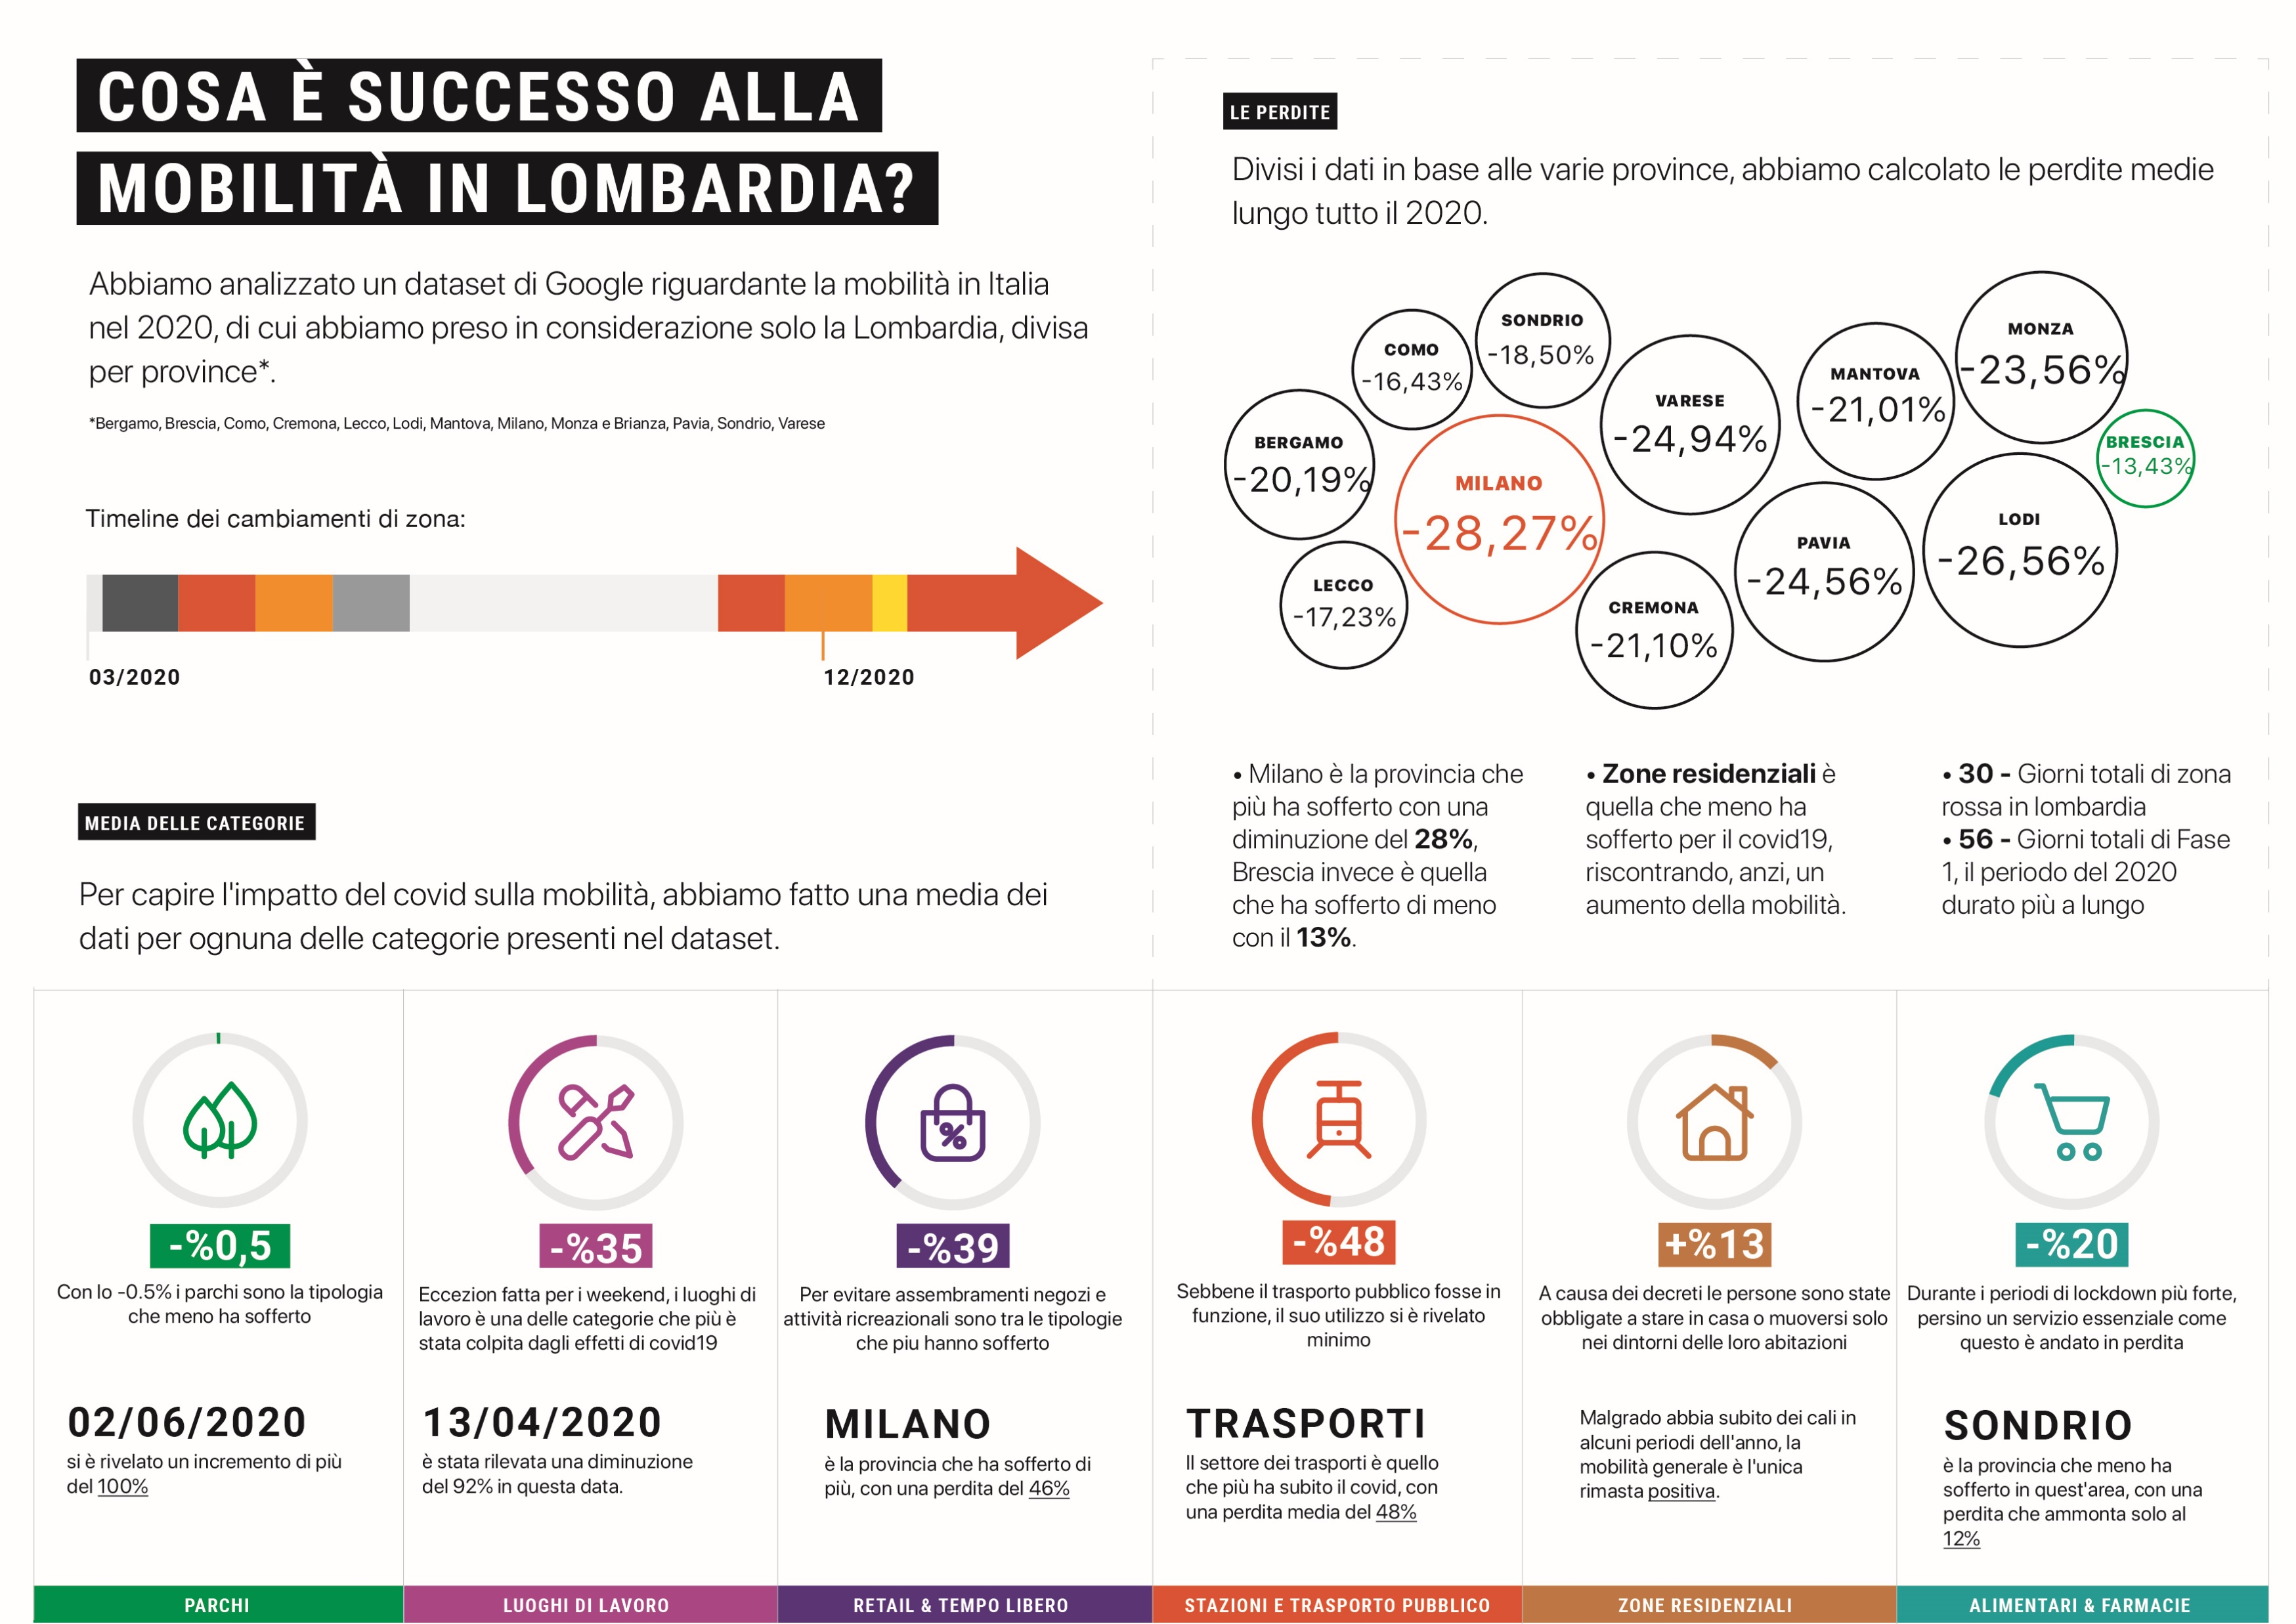 COSA È SUCCESSO ALLA
MOBILITÀ IN LOMBARDIA?
Abbiamo analizzato un dataset di Google riguardante la mobilità in Italia
nel 2020, di cui abbiamo preso in considerazione solo la Lombardia, divisa
per province*.
*Bergamo, Brescia, Como, Cremona, Lecco, Lodi, Mantova, Milano, Monza e Brianza, Pavia, Sondrio, Varese
Timeline dei cambiamenti di zona:
03/2020
12/2020
LE PERDITE
Divisi i dati in base alle varie province, abbiamo calcolato le perdite medie
lungo tutto il 2020.
BERGAMO
-20,19%
COMO
-16,43%
SONDRIO
-18,50%
MILANO
-28,27%
LECCO
-17,23%
VARESE
-24,94%
CREMONA
-21,10%
MANTOVA
-21,01%
PAVIA
-24,56%
MONZA
-23,56%
BRESCIA
-13,43%
LODI
-26,56%
• Milano è la provincia che
più ha sofferto con una
diminuzione del 28%,
Brescia invece è quella
che ha sofferto di meno
con il 13%.
• Zone residenziali è
quella che meno ha
sofferto per il covid19,
riscontrando, anzi, un
aumento della mobilità.
• 30 - Giorni totali di zona
rossa in lombardia
• 56 - Giorni totali di Fase
1, il periodo del 2020
durato più a lungo
MEDIA DELLE CATEGORIE
Per capire l'impatto del covid sulla mobilità, abbiamo fatto una media dei
dati per ognuna delle categorie presenti nel dataset.
-%0,5
Con lo -0.5% i parchi sono la tipologia
che meno ha sofferto
02/06/2020
si è rivelato un incremento di più
del 100%
PARCHI
-%35
Eccezion fatta per i weekend, i luoghi di
lavoro è una delle categorie che più è
stata colpita dagli effetti di covid19
13/04/2020
è stata rilevata una diminuzione
del 92% in questa data.
LUOGHI DI LAVORO
%
-%39
Per evitare assembramenti negozi e
attività ricreazionali sono tra le tipologie
che piu hanno sofferto
MILANO
è la provincia che ha sofferto di
più, con una perdita del 46%
RETAIL & TEMPO LIBERO
-%48
Sebbene il trasporto pubblico fosse in
funzione, il suo utilizzo si è rivelato
minimo
TRASPORTI
Il settore dei trasporti è quello
che più ha subito il covid, con
una perdita media del 48%
STAZIONI E TRASPORTO PUBBLICO
+%13
A causa dei decreti le persone sono state
obbligate a stare in casa o muoversi solo
nei dintorni delle loro abitazioni
Malgrado abbia subito dei cali in
alcuni periodi dell'anno, la
mobilità generale è l'unica
rimasta positiva.
ZONE RESIDENZIALI
-%20
Durante i periodi di lockdown più forte,
persino un servizio essenziale come
questo è andato in perdita
SONDRIO
è la provincia che meno ha
sofferto in quest'area, con una
perdita che ammonta solo al
12%
ALIMENTARI & FARMACIE